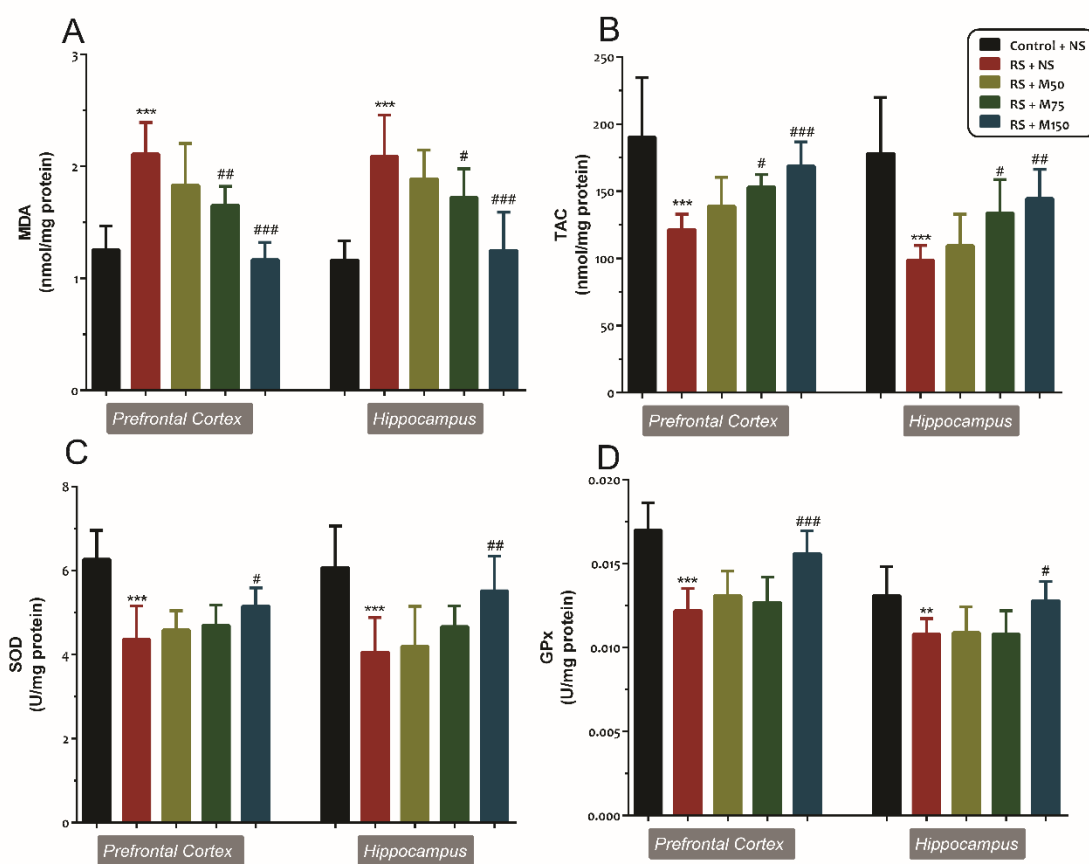 A
MDA
(nmol/mg protein)
3
2
1
0
***
##
###
***
#
###
Prefrontal Cortex
Hippocampus
B
TAC
(nmol/mg protein)
250
200
150
100
50
0
***
#
###
***
#
##
Prefrontal Cortex
Hippocampus
Control + NS
RS + NS
RS + M50
RS + M75
RS + M150
C
SOD
(U/mg protein)
8
6
4
2
0
***
#
***
##
Prefrontal Cortex
Hippocampus
D
GPx
(U/mg protein)
0.020
0.015
0.010
0.005
0.000
***
###
**
#
Prefrontal Cortex
Hippocampus